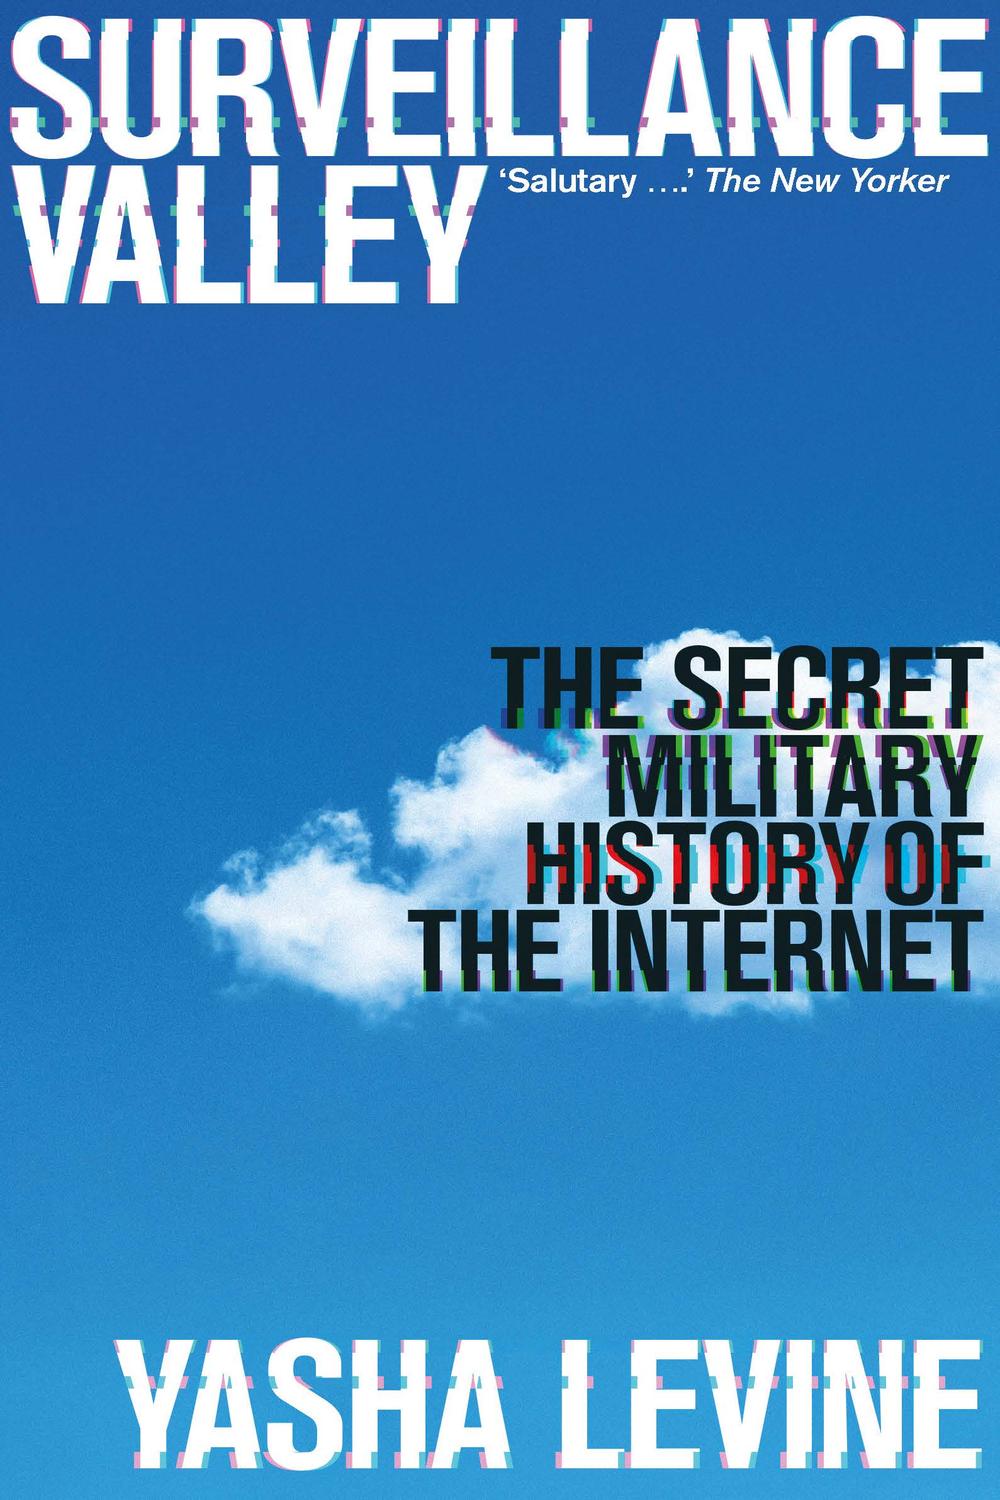 SURVEILLANCE
VALLEY
‘Salutary ....’ The New Yorker
THE SECRET
MILITARY
HISTORY OF
THE INTERNET
YASHA LEVINE